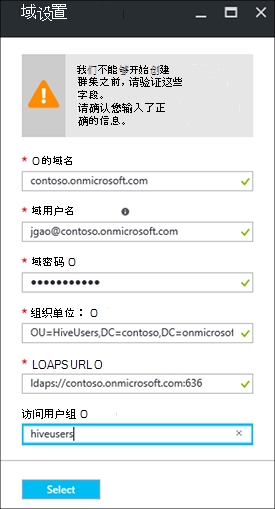 域设置
我们不能够开始创建
群集之前，请验证这些
字段。
请确认您输入了正
确的信息。
* O的域名
contoso.onmicrosoft.com
* 域用户名
jgao@contoso.onmicrosoft.com
* 域密码 O
•••••••••••
* 组织单位： O
OU=HiveUsers,DC=contoso,DC=onmicrosof
* LOAPS URL O
ldaps://contoso.onmicrosoft.com:636
访问用户组 O
hiveusers
Select